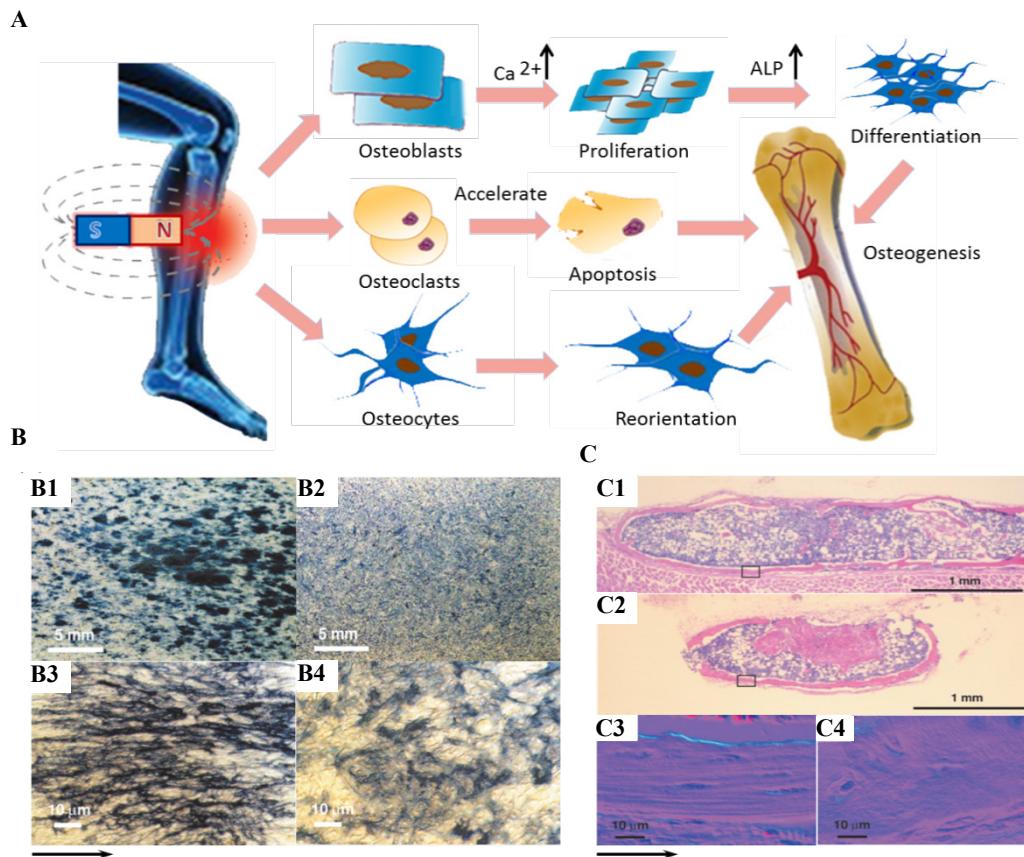 A
Osteoblasts
Ca 2+
Proliferation
ALP
Differentiation
S N
Osteoclasts
Accelerate
Apoptosis
Osteogenesis
Osteocytes
Reorientation
B
B1
5 mm
B2
5 mm
B3
10 μm
B4
10 μm
C
C1
1 mm
C2
1 mm
C3
10 μm
C4
10 μm